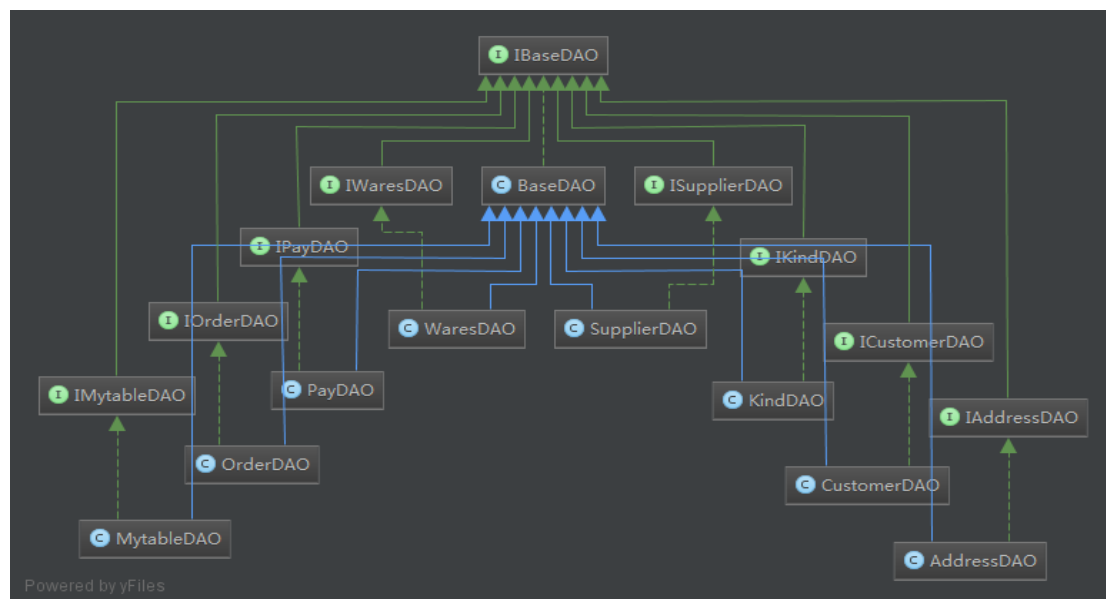 I IBaseDAO
I IWaresDAO
C BaseDAO
I ISupplierDAO
I IPayDAO
I IKindDAO
I IOrderDAO
C WaresDAO
C SupplierDAO
I ICustomerDAO
I IMytableDAO
C PayDAO
C KindDAO
I IAddressDAO
C OrderDAO
C CustomerDAO
C MytableDAO
C AddressDAO
Powered by yFiles